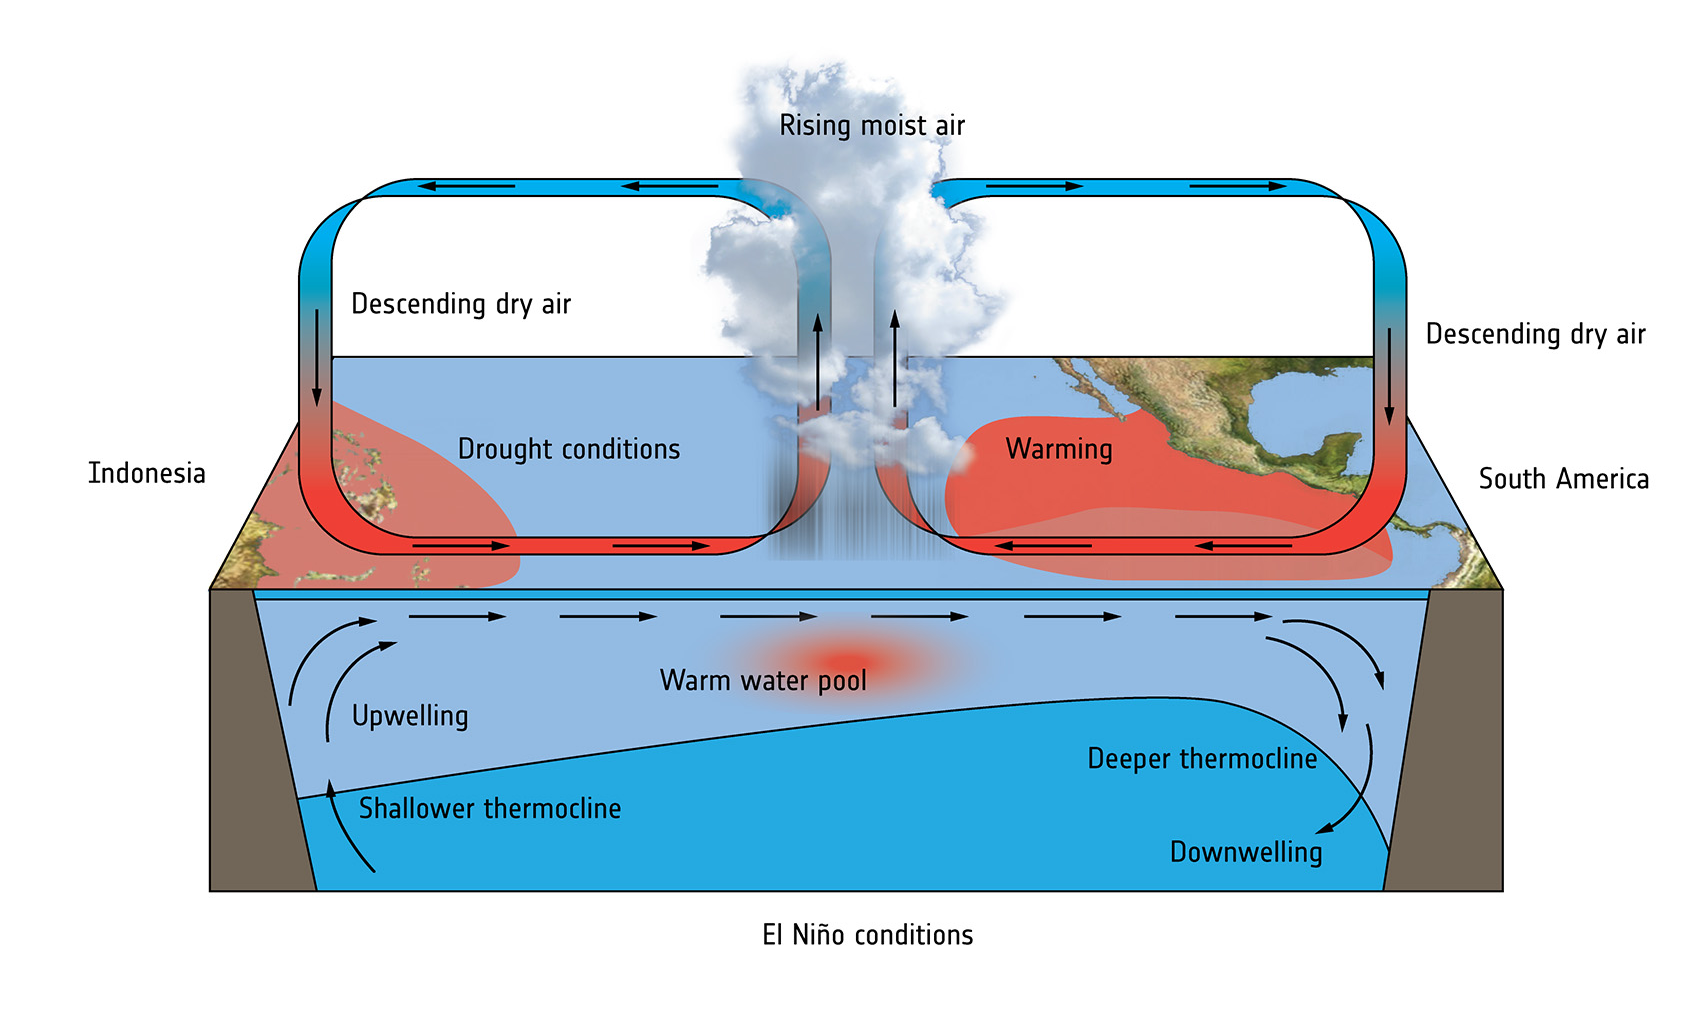 Rising moist air
Descending dry air
Descending dry air
Drought conditions
Warming
Indonesia
South America
Warm water pool
Upwelling
Deeper thermocline
Shallower thermocline
Downwelling
El Niño conditions